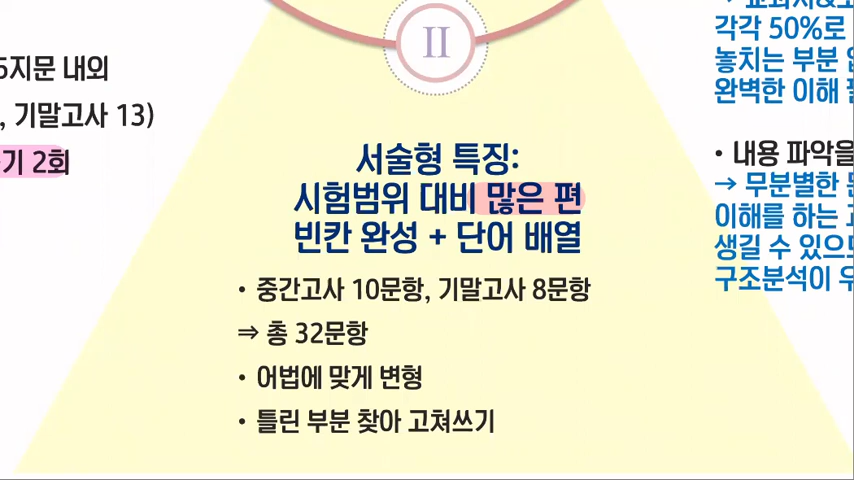 5지문 내외
, 기말고사 13)
기 2회
II
서술형 특징:
시험범위 대비 많은 편
빈칸 완성 + 단어 배열
• 중간고사 10문항, 기말고사 8문항
⇒ 총 32문항
• 어법에 맞게 변형
• 틀린 부분 찾아 고쳐쓰기
각각 50%로
놓치는 부분
완벽한 이해
• 내용 파악을
→ 무분별한
이해를 하는
생길 수 있으
구조분석이